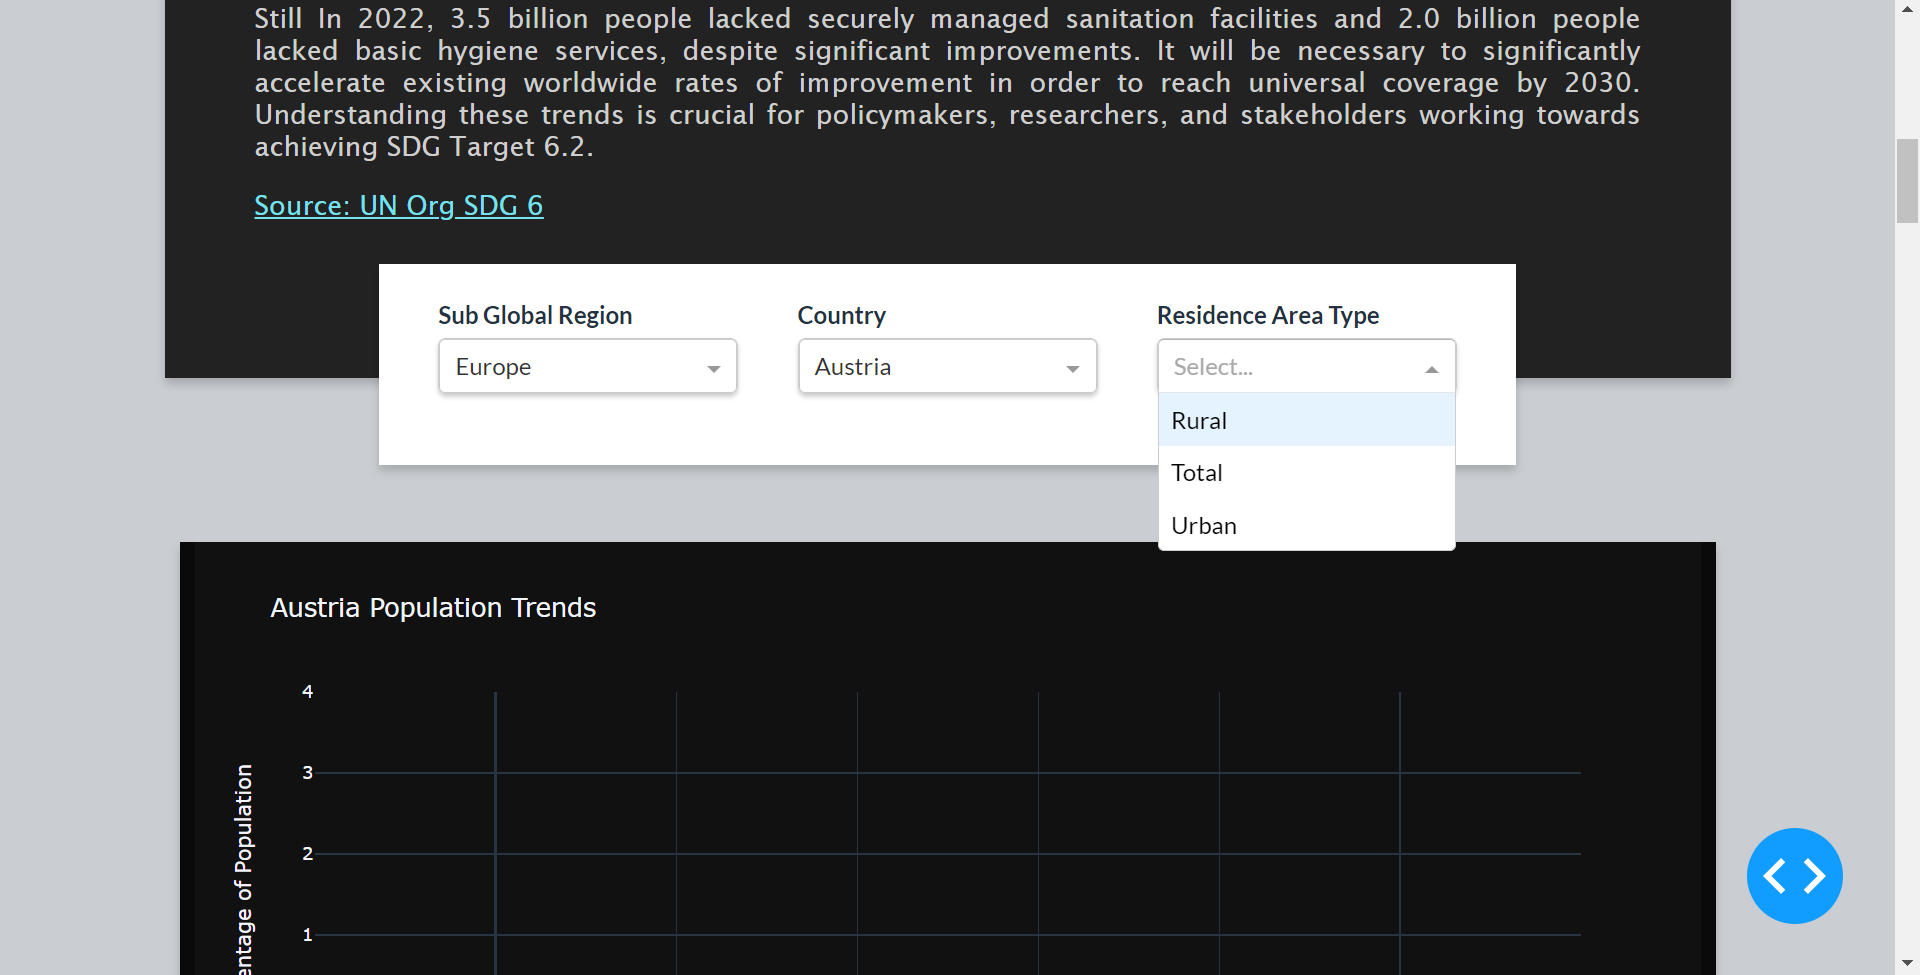 Still In 2022, 3.5 billion people lacked securely managed sanitation facilities and 2.0 billion people
lacked basic hygiene services, despite significant improvements. It will be necessary to significantly
accelerate existing worldwide rates of improvement in order to reach universal coverage by 2030.
Understanding these trends is crucial for policymakers, researchers, and stakeholders working towards
achieving SDG Target 6.2.
Source: UN Org SDG 6
Sub Global Region
Country
Residence Area Type
Europe
Austria
Select...
Rural
Total
Urban
Austria Population Trends
4
3
2
1
of Population